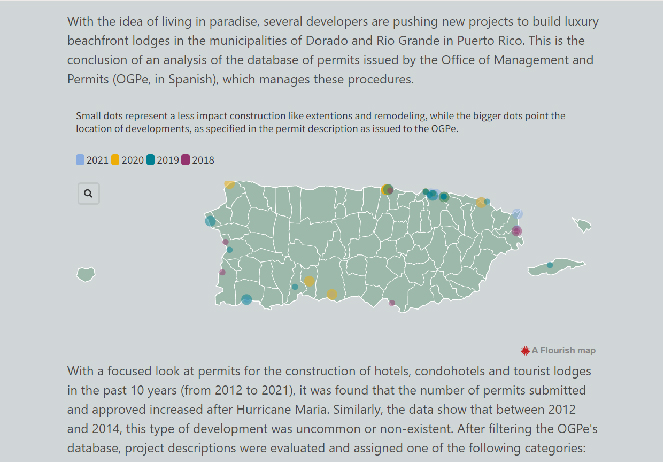 With the idea of living in paradise, several developers are pushing new projects to build luxury
beachfront lodges in the municipalities of Dorado and Río Grande in Puerto Rico. This is the
conclusion of an analysis of the database of permits issued by the Office of Management and
Permits (OGPe, in Spanish), which manages these procedures.
Small dots represent a less impact construction like extentions and remodeling, while the bigger dots point the
location of developments, as specified in the permit description as issued to the OGPe.
2021 2020 2019 2018
A Flourish map
With a focused look at permits for the construction of hotels, condohotels and tourist lodges
in the past 10 years (from 2012 to 2021), it was found that the number of permits submitted
and approved increased after Hurricane Maria. Similarly, the data show that between 2012
and 2014, this type of development was uncommon or non-existent. After filtering the OGPe's
database, project descriptions were evaluated and assigned one of the following categories: